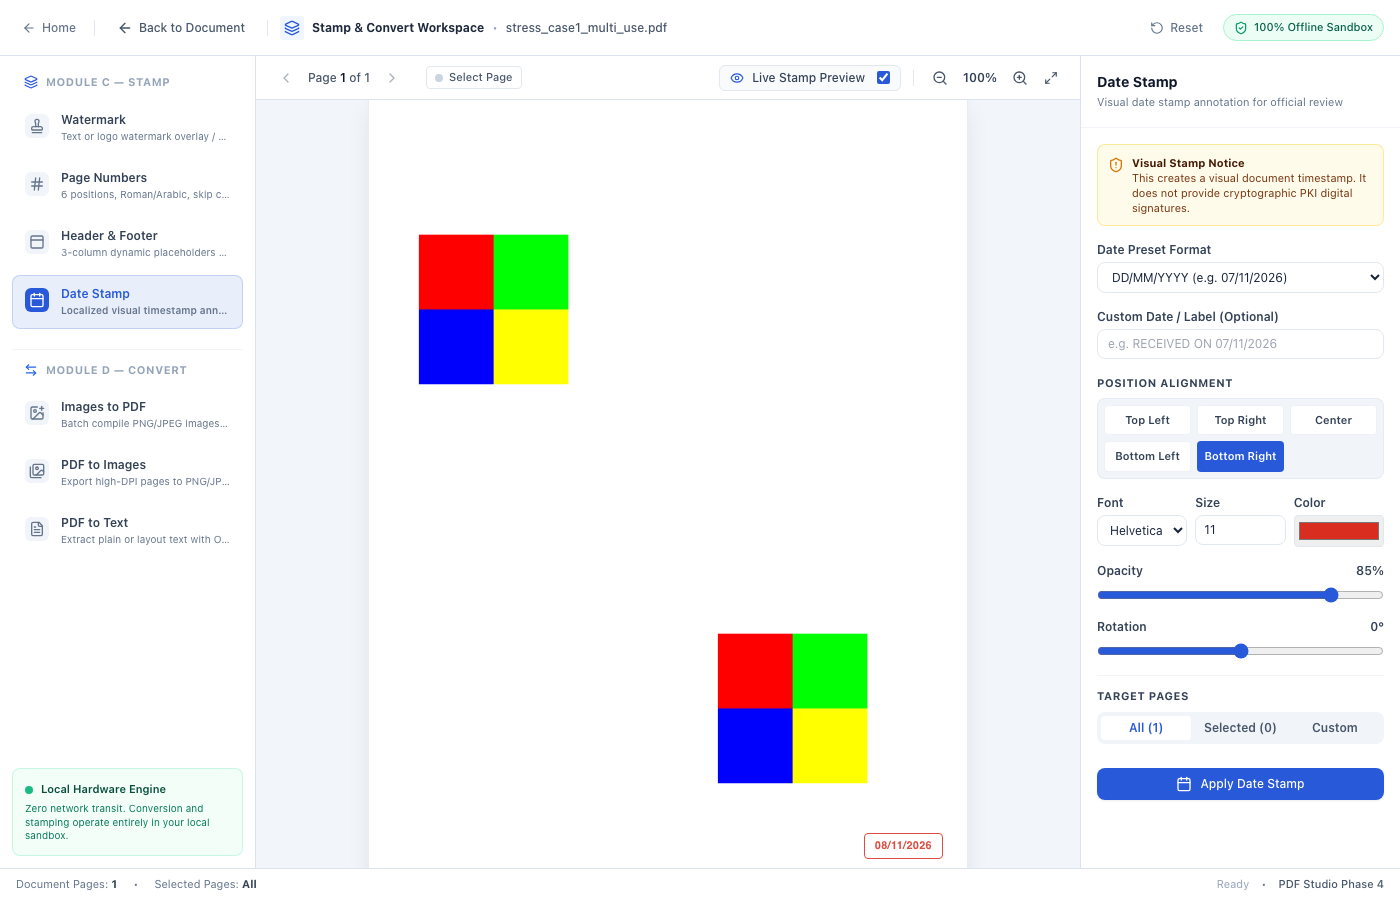 Home
Back to Document
Stamp & Convert Workspace · stress_case1_multi_use.pdf
Reset
100% Offline Sandbox
MODULE C — STAMP
Watermark
Text or logo watermark overlay / ...
Page Numbers
6 positions, Roman/Arabic, skip c...
Header & Footer
3-column dynamic placeholders ...
Date Stamp
Localized visual timestamp ann...
MODULE D — CONVERT
Images to PDF
Batch compile PNG/JPEG images...
PDF to Images
Export high-DPI pages to PNG/JP...
PDF to Text
Extract plain or layout text with O...
Local Hardware Engine
Zero network transit. Conversion and
stamping operate entirely in your local
sandbox.
Page 1 of 1
Select Page
Live Stamp Preview
100%
08/11/2026
Date Stamp
Visual date stamp annotation for official review
Visual Stamp Notice
This creates a visual document timestamp. It
does not provide cryptographic PKI digital
signatures.
Date Preset Format
DD/MM/YYYY (e.g. 07/11/2026)
Custom Date / Label (Optional)
e.g. RECEIVED ON 07/11/2026
POSITION ALIGNMENT
Top Left Top Right Center
Bottom Left Bottom Right
Font Size Color
Helvetica 11
Opacity 85%
Rotation 0°
TARGET PAGES
All (1) Selected (0) Custom
Apply Date Stamp
Document Pages: 1 · Selected Pages: All
Ready · PDF Studio Phase 4